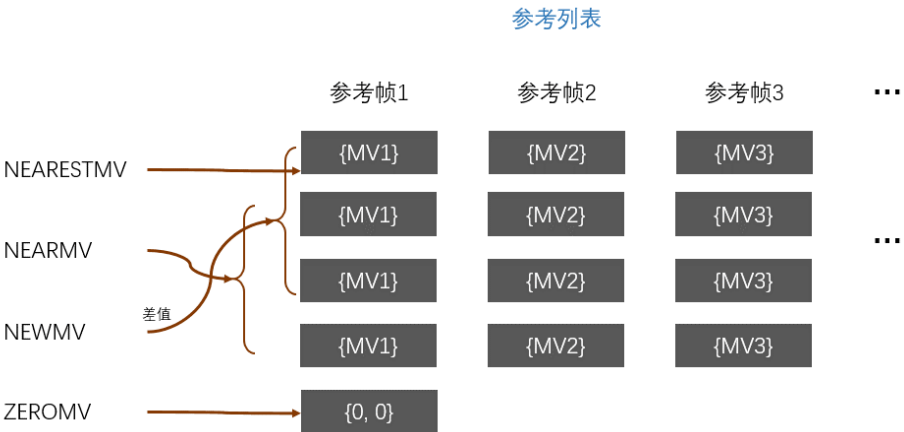 参考列表
参考帧1 参考帧2 参考帧3 ...
{MV1} {MV2} {MV3}
NEARESTMV
{MV1} {MV2} {MV3}
NEARMV ...
{MV1} {MV2} {MV3}
差值
NEWMV
{MV1} {MV2} {MV3}
ZEROMV {0, 0}